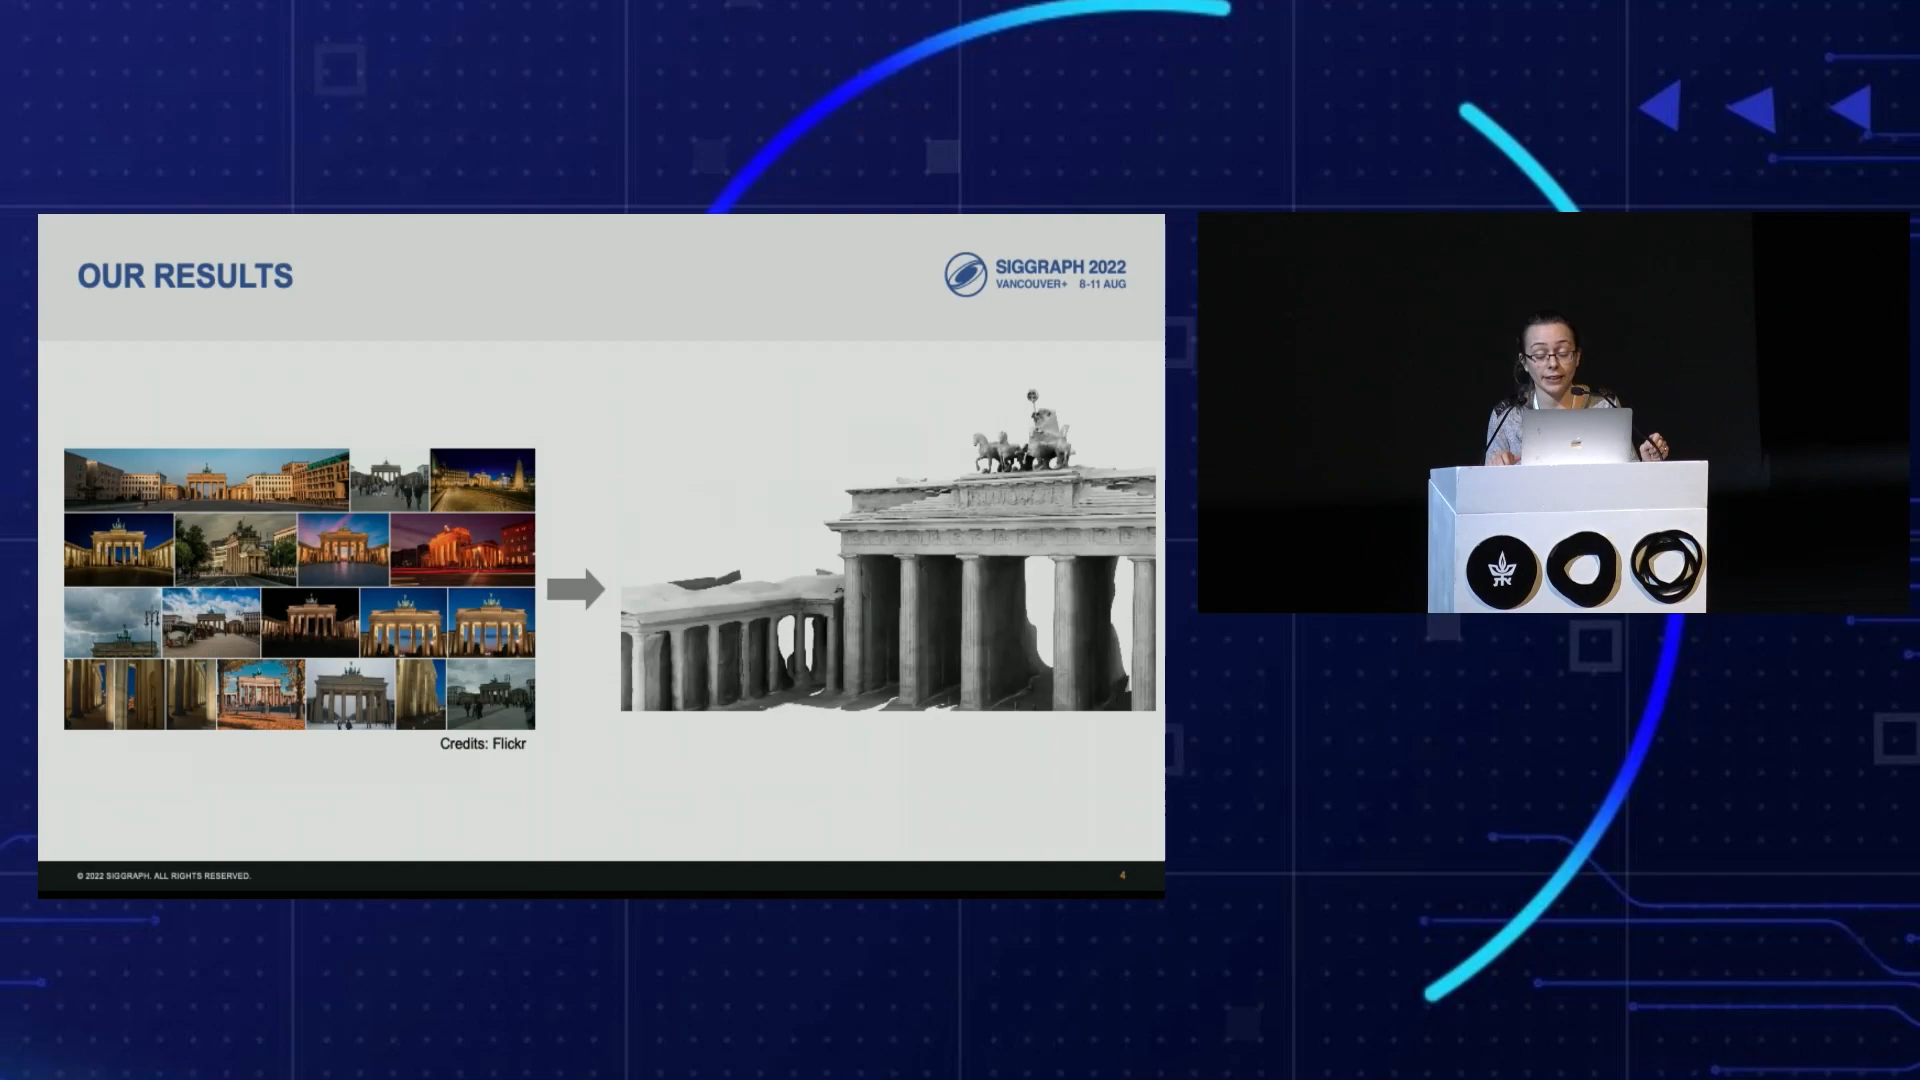 OUR RESULTS
SIGGRAPH 2022
VANCOUVER+ 8-11 AUG
Credits: Flickr
© 2022 SIGGRAPH. ALL RIGHTS RESERVED.
4